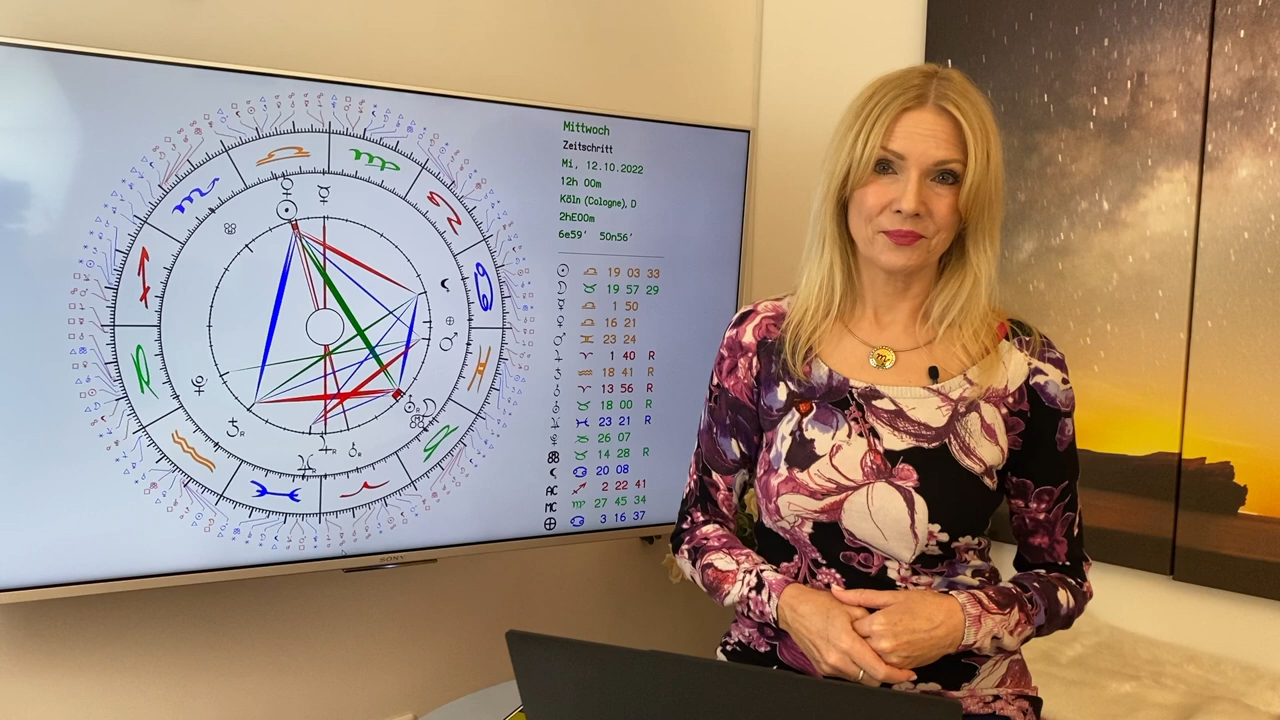 Mittwoch
Zeitschritt
Mi, 12.10.2022
12h 00m
Köln (Cologne), D
2hE00m
6e59' 50n56'
☉ ♎ 19 03 33
☽ ♉ 19 57 29
☿ ♎ 1 50
♀ ♎ 16 21
♂ ♊ 23 24
♃ ♈ 1 40 R
♄ ♒ 18 41 R
⚷ ♈ 13 56 R
♅ ♉ 18 00 R
♆ ♓ 23 21 R
♇ ♑ 26 07
☊ ♉ 14 28 R
⚸ ♋ 20 08
AC ♐ 2 22 41
MC ♍ 27 45 34
⊕ ♋ 3 16 37
SONY